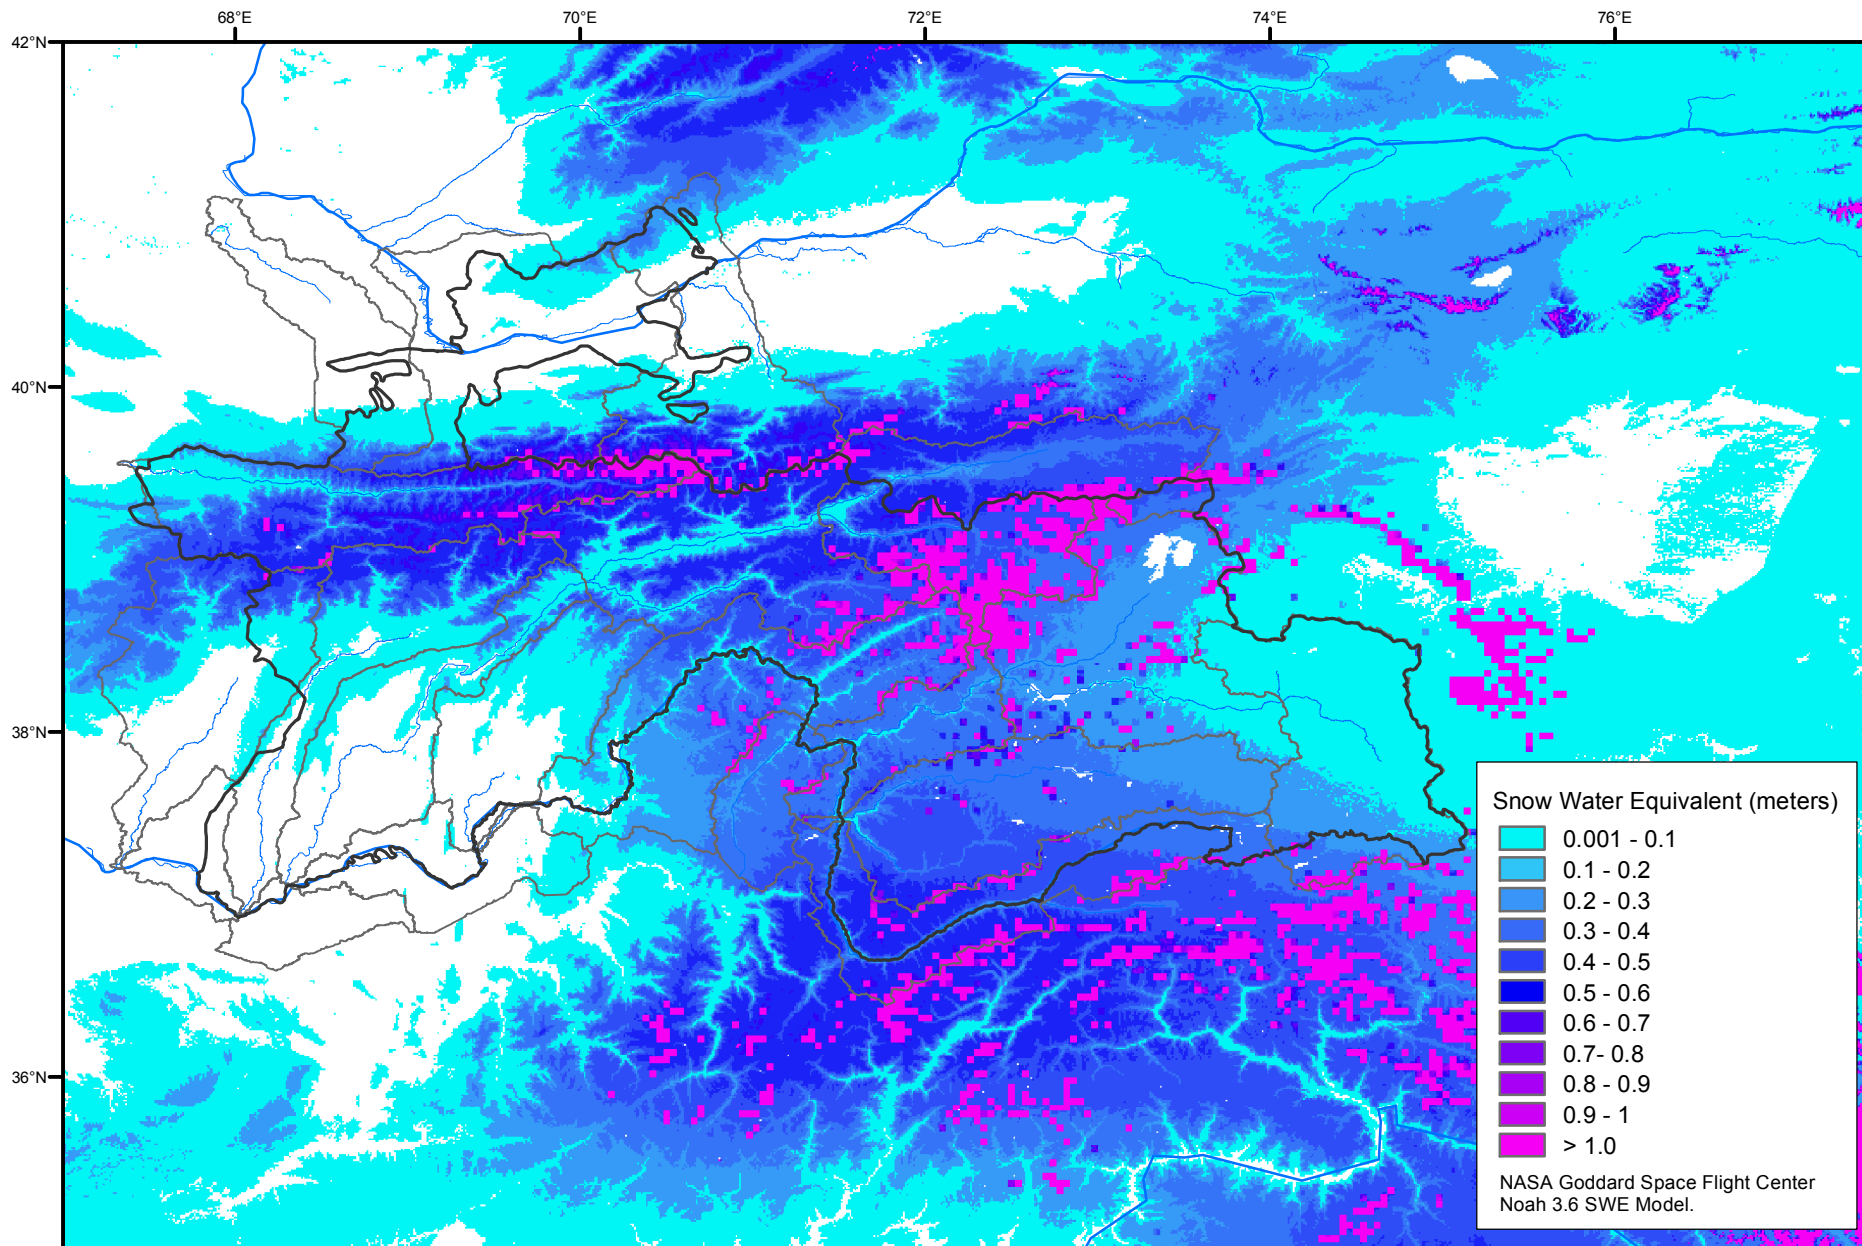 68°E 70°E 72°E 74°E 76°E
42°N
40°N
38°N
36°N
Snow Water Equivalent (meters)
0.001 - 0.1
0.1 - 0.2
0.2 - 0.3
0.3 - 0.4
0.4 - 0.5
0.5 - 0.6
0.6 - 0.7
0.7- 0.8
0.8 - 0.9
0.9 - 1
> 1.0
NASA Goddard Space Flight Center
Noah 3.6 SWE Model.